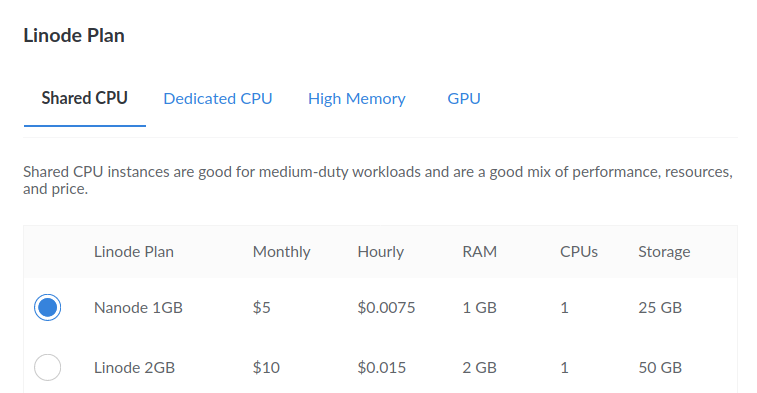 Linode Plan
Shared CPU Dedicated CPU High Memory GPU
Shared CPU instances are good for medium-duty workloads and are a good mix of performance, resources,
and price.
Linode Plan Monthly Hourly RAM CPUs Storage
Nanode 1GB $5 $0.0075 1 GB 1 25 GB
Linode 2GB $10 $0.015 2 GB 1 50 GB